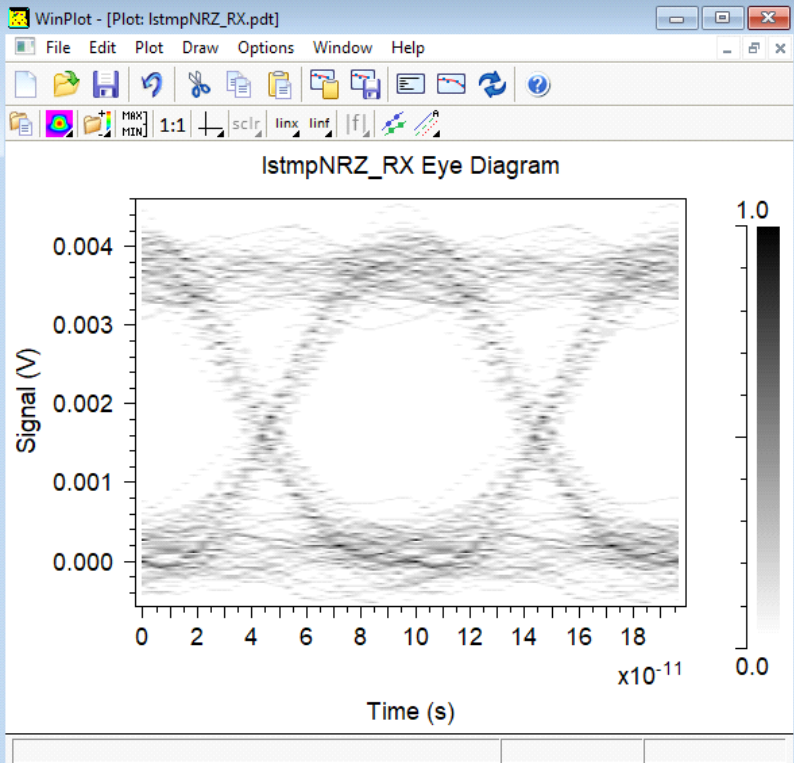 WinPlot - [Plot: lstmpNRZ_RX.pdt]
File Edit Plot Draw Options Window Help
MAX
MIN
1:1
sclr
linx
linf
|f|
A
lstmpNRZ_RX Eye Diagram
1.0
0.004
0.003
0.002
0.001
0.000
Signal (V)
0 2 4 6 8 10 12 14 16 18
x10⁻¹¹
0.0
Time (s)